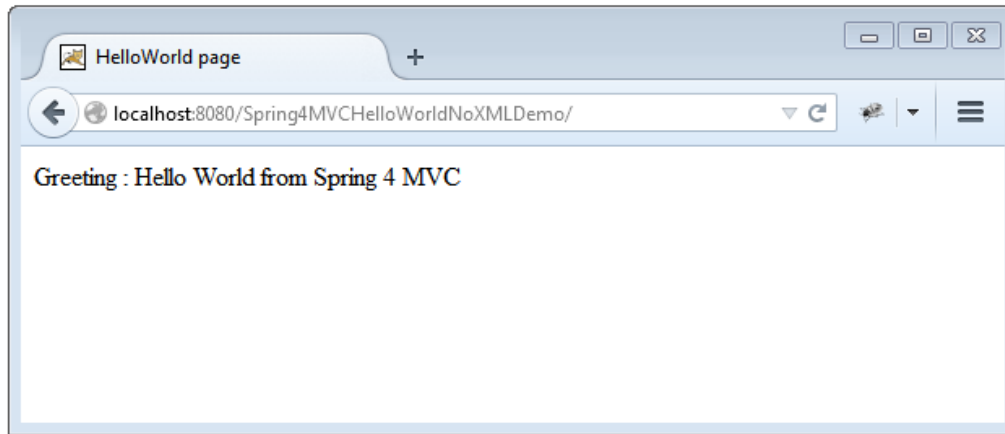 HelloWorld page
localhost:8080/Spring4MVCHelloWorldNoXMLDemo/
Greeting : Hello World from Spring 4 MVC